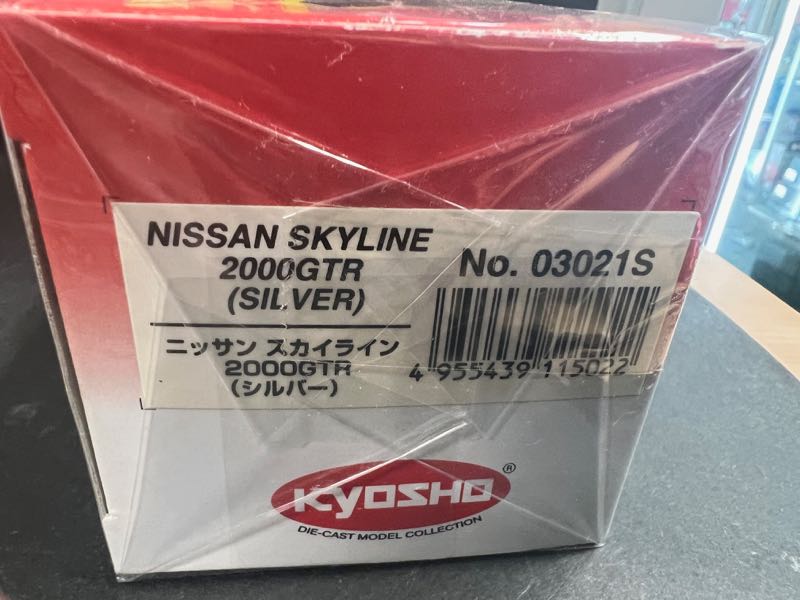 NISSAN SKYLINE
2000GTR
(SILVER)
No. 03021S
ニッサン スカイライン
2000GTR
(シルバー)
4 955439 115022
KYOSHO®
DIE-CAST MODEL COLLECTION